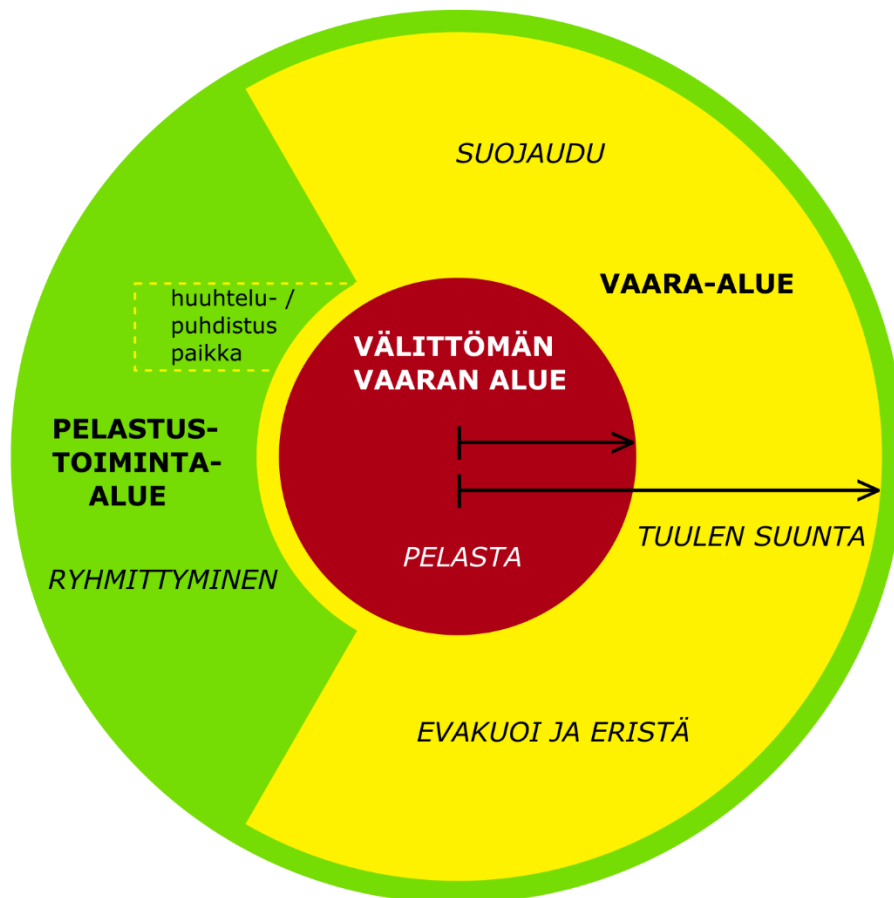 SUOJAUDU
VAARA-ALUE
huuhtelu- /
puhdistus
paikka
VÄLITTÖMÄN
VAARAN ALUE
PELASTUS-
TOIMINTA-
ALUE
TUULEN SUUNTA
PELASTA
RYHMITTYMINEN
EVAKUOI JA ERISTÄ